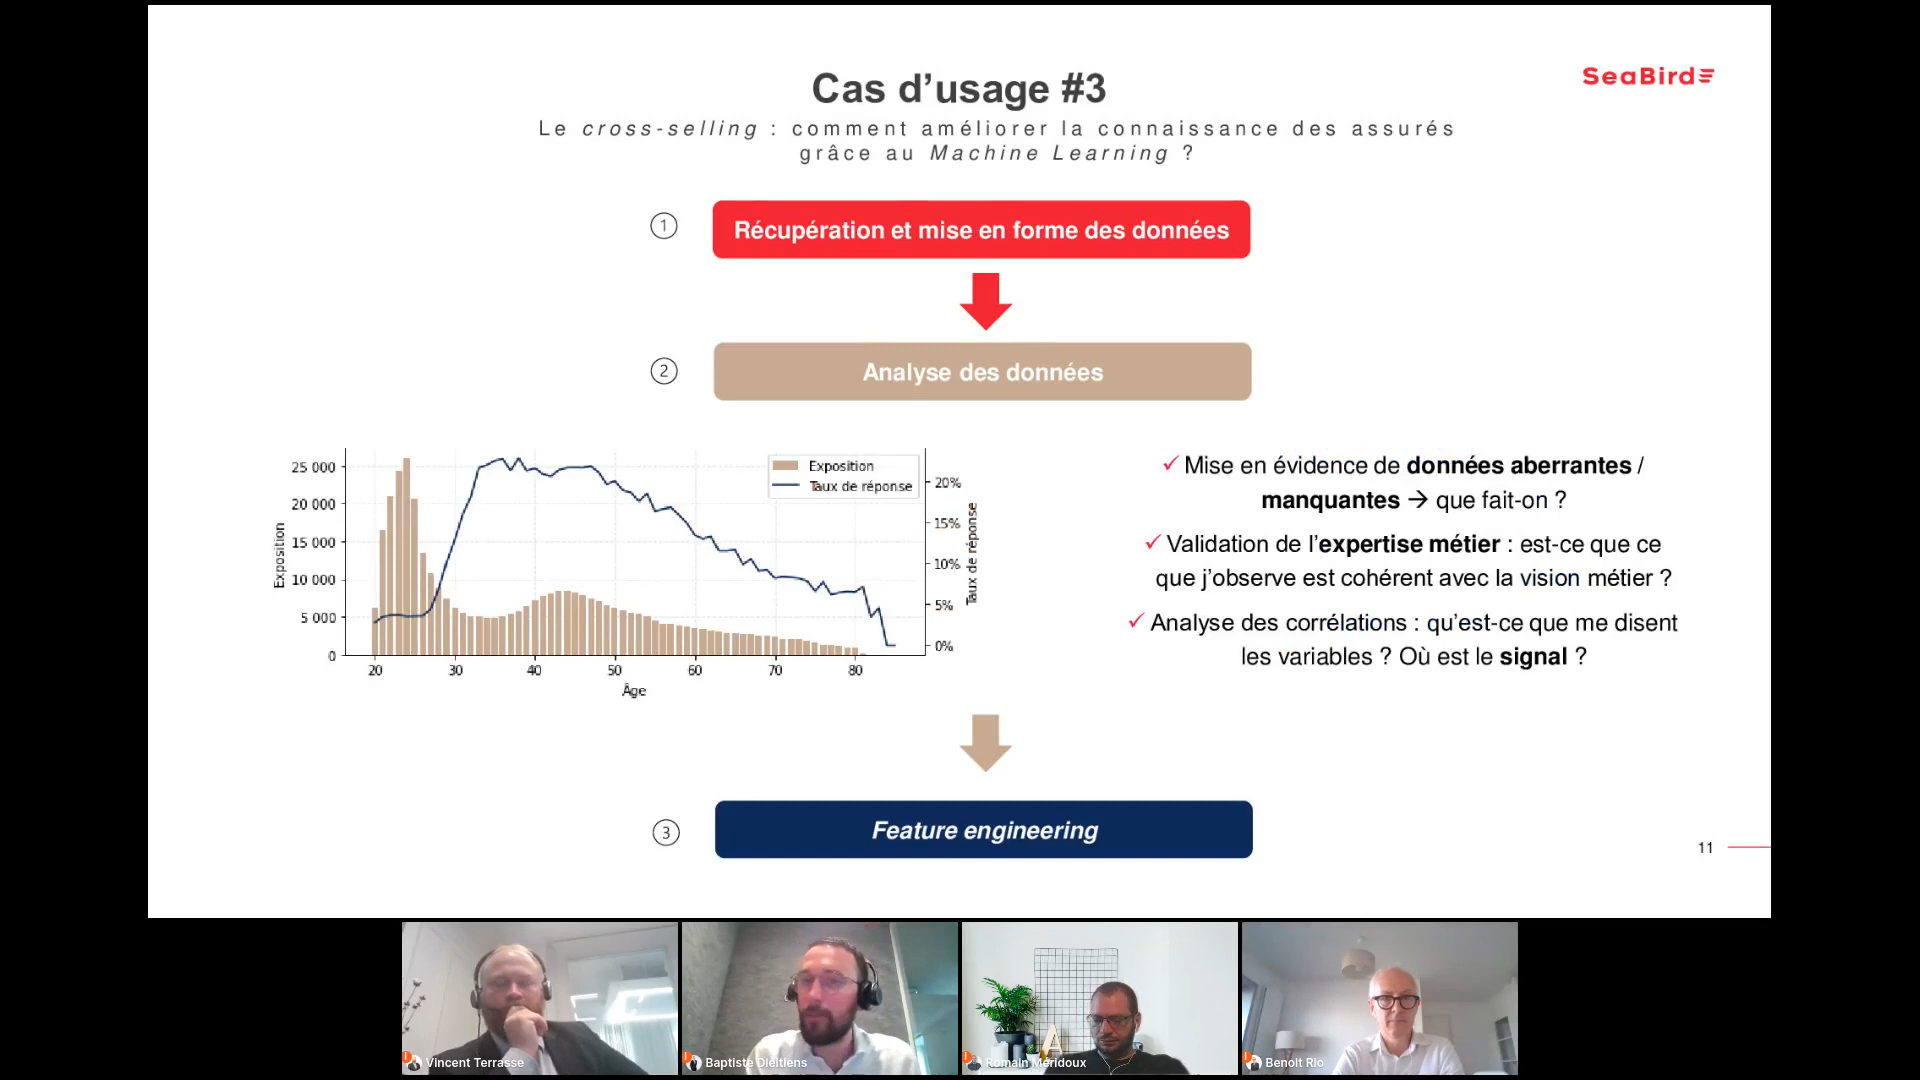 SeaBird
Cas d’usage #3
Le cross-selling : comment améliorer la connaissance des assurés
grâce au Machine Learning ?
1
Récupération et mise en forme des données
2
Analyse des données
25 000
20 000
15 000
10 000
5 000
0
Exposition
Exposition
Taux de réponse
20%
15%
10%
5%
0%
Taux de réponse
20 30 40 50 60 70 80
Âge
✓ Mise en évidence de données aberrantes /
manquantes → que fait-on ?
✓ Validation de l’expertise métier : est-ce que ce
que j’observe est cohérent avec la vision métier ?
✓ Analyse des corrélations : qu’est-ce que me disent
les variables ? Où est le signal ?
3
Feature engineering
11
Vincent Terrasse
Baptiste Dieltiens
Romain Méridoux
Benoît Rio